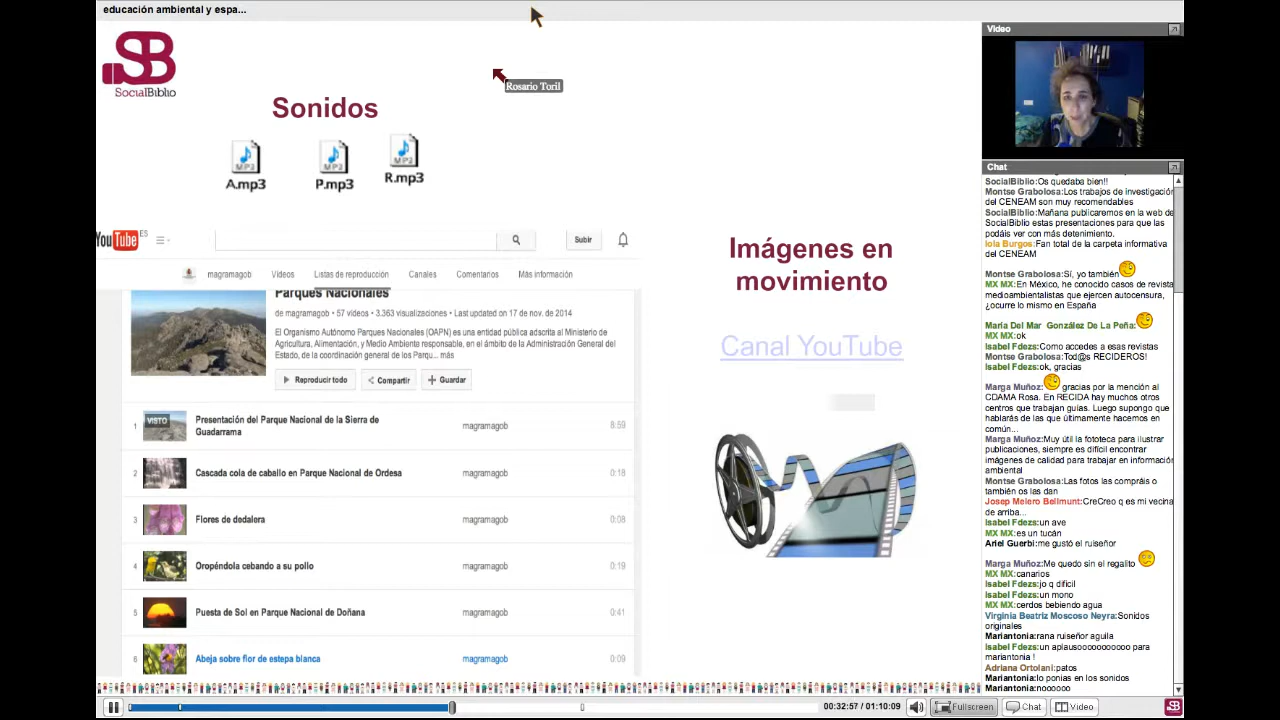 educación ambiental y espa...
SB
SocialBiblio
Rosario Toril
Sonidos
MP3
MP3
MP3
A.mp3
P.mp3
R.mp3
YouTube ES
Subir
magramagob
Vídeos
Listas de reproducción
Canales
Comentarios
Más información
Parques Nacionales
de magramagob • 57 vídeos • 3.363 visualizaciones • Last updated on 17 de nov. de 2014
El Organismo Autónomo Parques Nacionales (OAPN) es una entidad pública adscrita al Ministerio de
Agricultura, Alimentación, y Medio Ambiente responsable, en el ámbito de la Administración General del
Estado, de la coordinación general de los Parqu... más
Reproducir todo
Compartir
Guardar
1 VISTO Presentación del Parque Nacional de la Sierra de
Guadarrama
magramagob 8:59
2 Cascada cola de caballo en Parque Nacional de Ordesa magramagob 0:18
3 Flores de dedalera magramagob 0:08
4 Oropéndola cebando a su pollo magramagob 0:19
5 Puesta de Sol en Parque Nacional de Doñana magramagob 0:41
6 Abeja sobre flor de estepa blanca magramagob 0:09
Imágenes en
movimiento
Canal YouTube
Video
Chat
SocialBiblio:Os quedaba bien!!
Montse Grabolosa:Los trabajos de investigación
del CENEAM son muy recomendables
SocialBiblio:Mañana publicaremos en la web de
SocialBiblio estas presentaciones para que las
podáis ver con más detenimiento.
lola Burgos:Fan total de la carpeta informativa
del CENEAM
Montse Grabolosa:Sí, yo también
MX MX:En México, he conocido casos de revista
medioambientalistas que ejercen autocensura,
¿ocurre lo mismo en España
María Del Mar González De La Peña:
MX MX:ok
Isabel Fdezs:Como accedes a esas revistas
Montse Grabolosa:Tod@s RECIDEROS!
Isabel Fdezs:ok, gracias
Marga Muñoz: gracias por la mención al
CDAMA Rosa. En RECIDA hay muchos otros
centros que trabajan guías. Luego supongo que
hablarás de las que últimamente hacemos en
común...
Marga Muñoz:Muy útil la fototeca para ilustrar
publicaciones, siempre es difícil encontrar
imágenes de calidad para trabajar en información
ambiental
Montse Grabolosa:Las fotos las compráis o
también os las dan
Josep Melero Bellmunt:CreCreo q es mi vecina
de arriba...
Isabel Fdezs:un ave
MX MX:es un tucán
Ariel Guerbi:me gustó el ruiseñor
Marga Muñoz:Me quedo sin el regalito
MX MX:canarios
Isabel Fdezs:jo q dificil
Isabel Fdezs:un mono
MX MX:cerdos bebiendo agua
Virginia Beatriz Moscoso Neyra:Sonidos
originales
Mariantonia:rana ruiseñor aguila
Isabel Fdezs:un aplausooooooooooo para
mariantonia !
Adriana Ortolani:patos
Mariantonia:lo ponias en los sonidos
Mariantonia:noooooo
00:32:57 / 01:10:09
Fullscreen
Chat
Video
SB